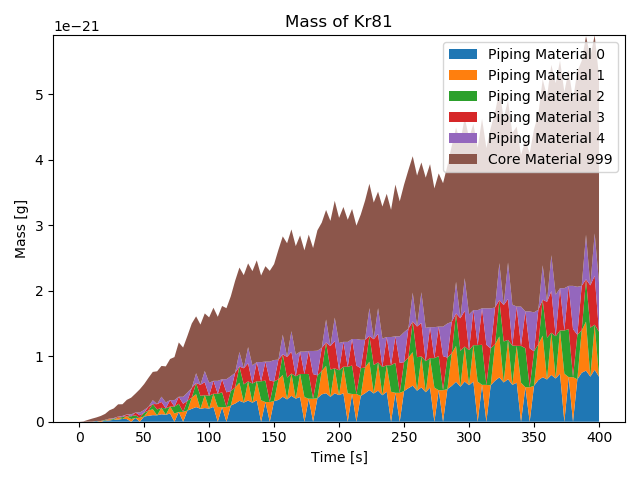 Mass of Kr81
1e−21
Piping Material 0
Piping Material 1
Piping Material 2
Piping Material 3
Piping Material 4
Core Material 999
Mass [g]
5
4
3
2
1
0
0 50 100 150 200 250 300 350 400
Time [s]